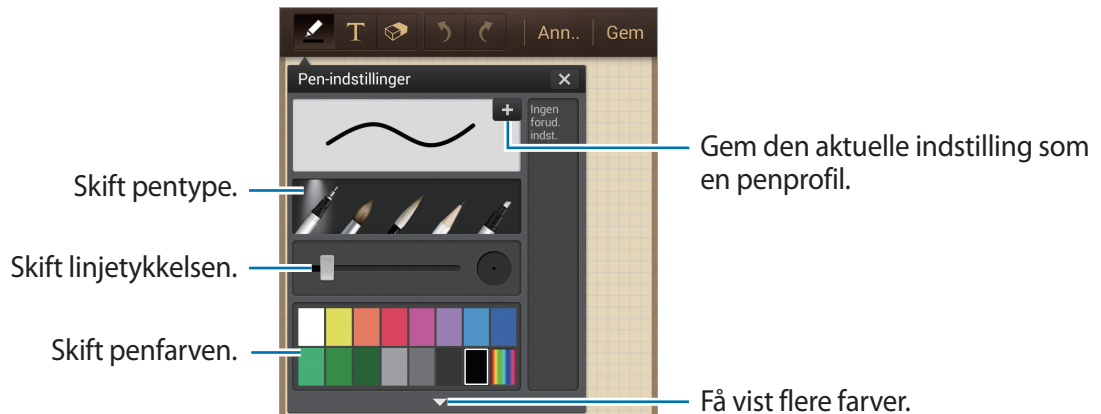 T Ann.. Gem
Pen-indstillinger
Ingen
forud.
indst.
Gem den aktuelle indstilling som
en penprofil.
Skift pentype.
Skift linjetykkelsen.
Skift penfarven.
Få vist flere farver.